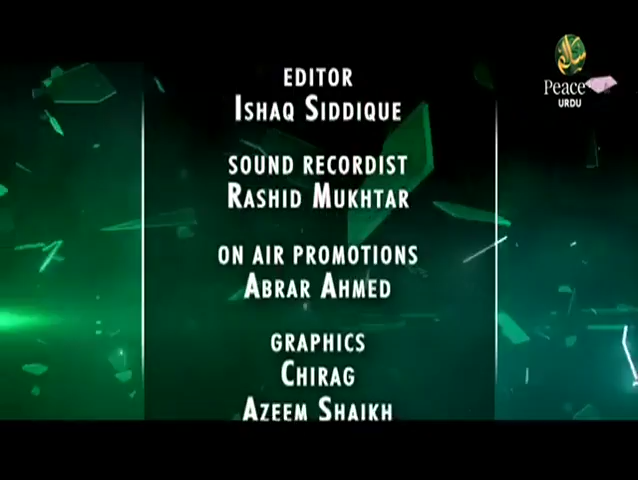 Peace
URDU
EDITOR
ISHAQ SIDDIQUE
SOUND RECORDIST
RASHID MUKHTAR
ON AIR PROMOTIONS
ABRAR AHMED
GRAPHICS
CHIRAG
AZEEM SHAIKH